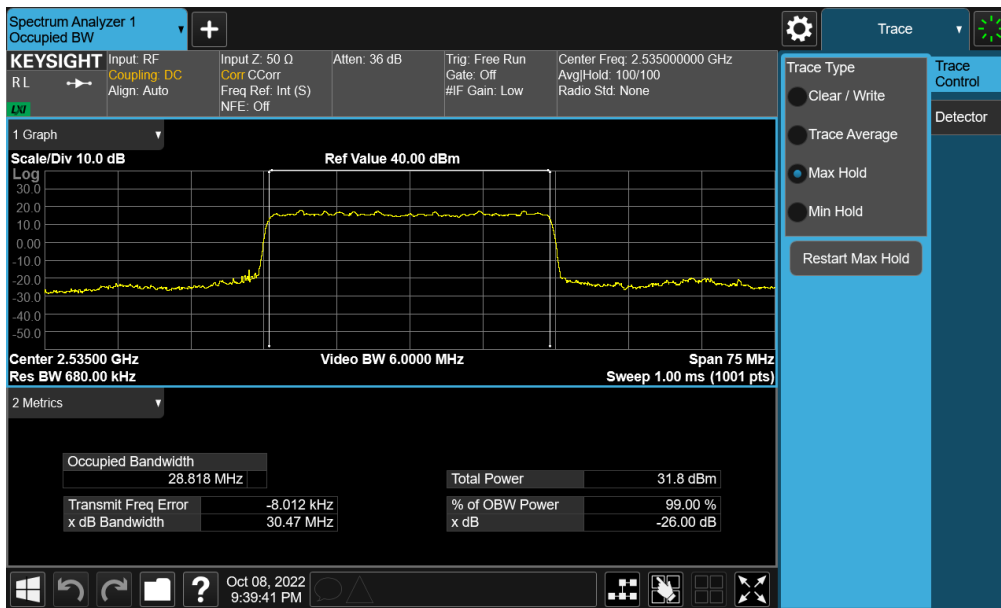 Spectrum Analyzer 1
Occupied BW
+
Trace
KEYSIGHT
R L
LXI
Input: RF
Coupling: DC
Align: Auto
Input Z: 50 Ω
Corr CCorr
Freq Ref: Int (S)
NFE: Off
Atten: 36 dB
Trig: Free Run
Gate: Off
#IF Gain: Low
Center Freq: 2.535000000 GHz
Avg|Hold: 100/100
Radio Std: None
1 Graph
Scale/Div 10.0 dB
Ref Value 40.00 dBm
Log
30.0
20.0
10.0
0.00
-10.0
-20.0
-30.0
-40.0
-50.0
Center 2.53500 GHz
Video BW 6.0000 MHz
Span 75 MHz
Res BW 680.00 kHz
Sweep 1.00 ms (1001 pts)
2 Metrics
Occupied Bandwidth
28.818 MHz
Transmit Freq Error -8.012 kHz
x dB Bandwidth 30.47 MHz
Total Power 31.8 dBm
% of OBW Power 99.00 %
x dB -26.00 dB
Trace Type
Clear / Write
Trace Average
Max Hold
Min Hold
Restart Max Hold
Trace
Control
Detector
?
Oct 08, 2022
9:39:41 PM